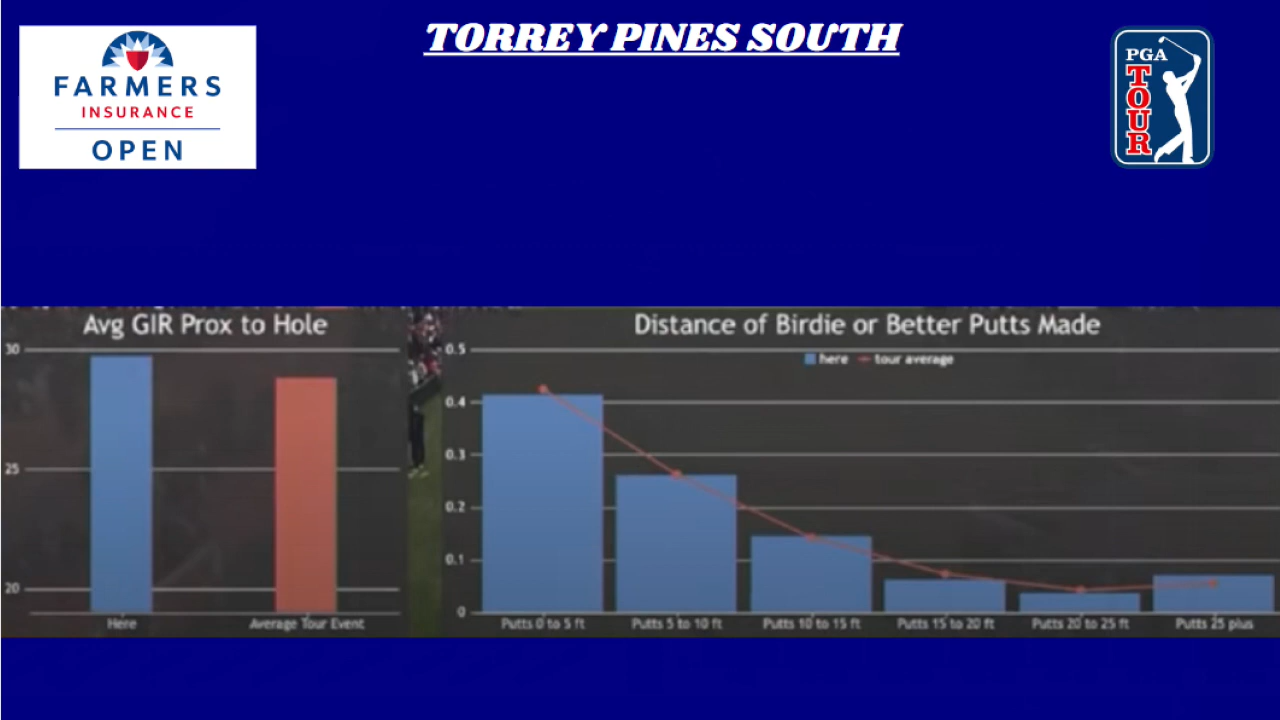 TORREY PINES SOUTH
FARMERS
INSURANCE
OPEN
PGA
TOUR
Avg GIR Prox to Hole
30
25
20
Here
Average Tour Event
Distance of Birdie or Better Putts Made
here
tour average
0.5
0.4
0.3
0.2
0.1
0
Putts 0 to 5 ft
Putts 5 to 10 ft
Putts 10 to 15 ft
Putts 15 to 20 ft
Putts 20 to 25 ft
Putts 25 plus